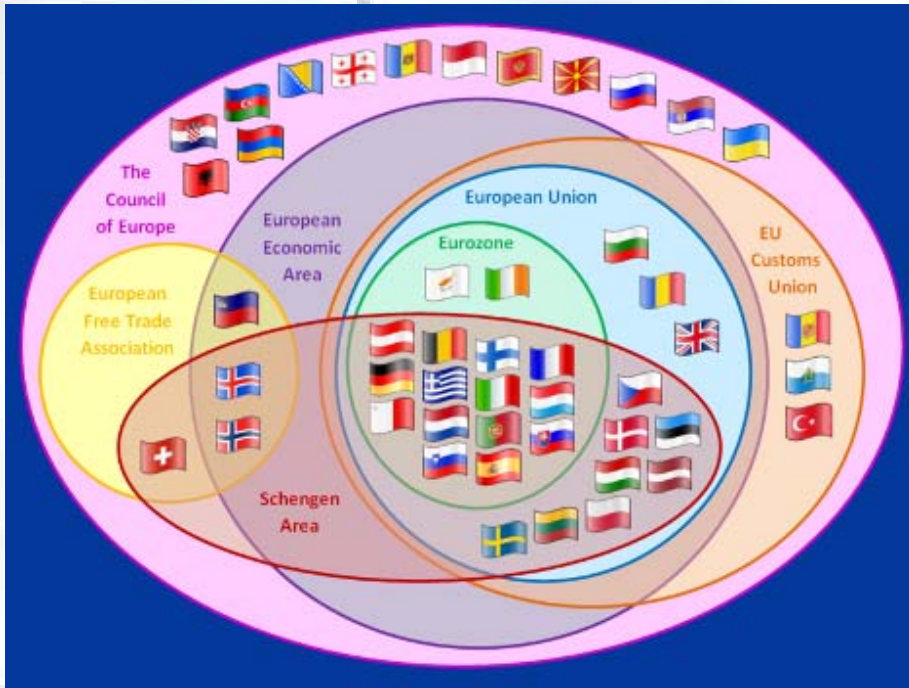 The
Council
of Europe
European
Economic
Area
European Union
Eurozone
EU
Customs
Union
European
Free Trade
Association
Schengen
Area